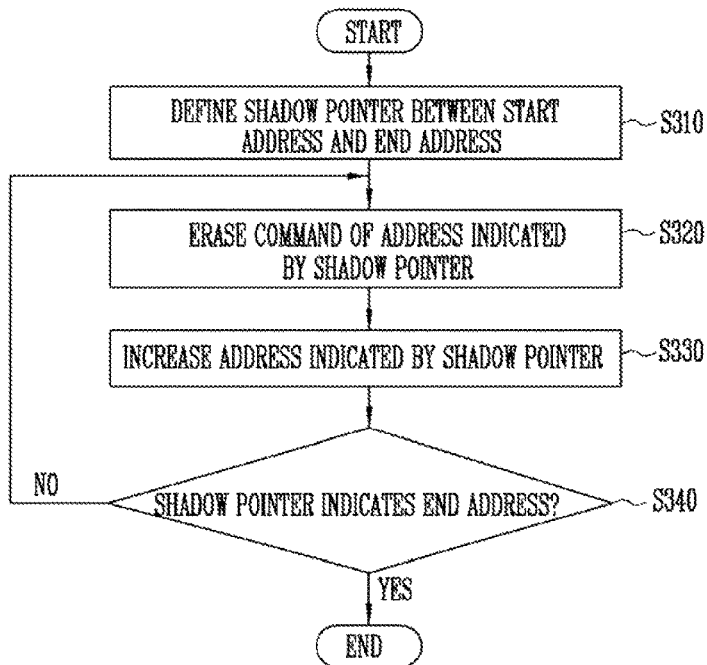 START
DEFINE SHADOW POINTER BETWEEN START
ADDRESS AND END ADDRESS
S310
ERASE COMMAND OF ADDRESS INDICATED
BY SHADOW POINTER
S320
INCREASE ADDRESS INDICATED BY SHADOW POINTER
S330
SHADOW POINTER INDICATES END ADDRESS?
S340
NO
YES
END